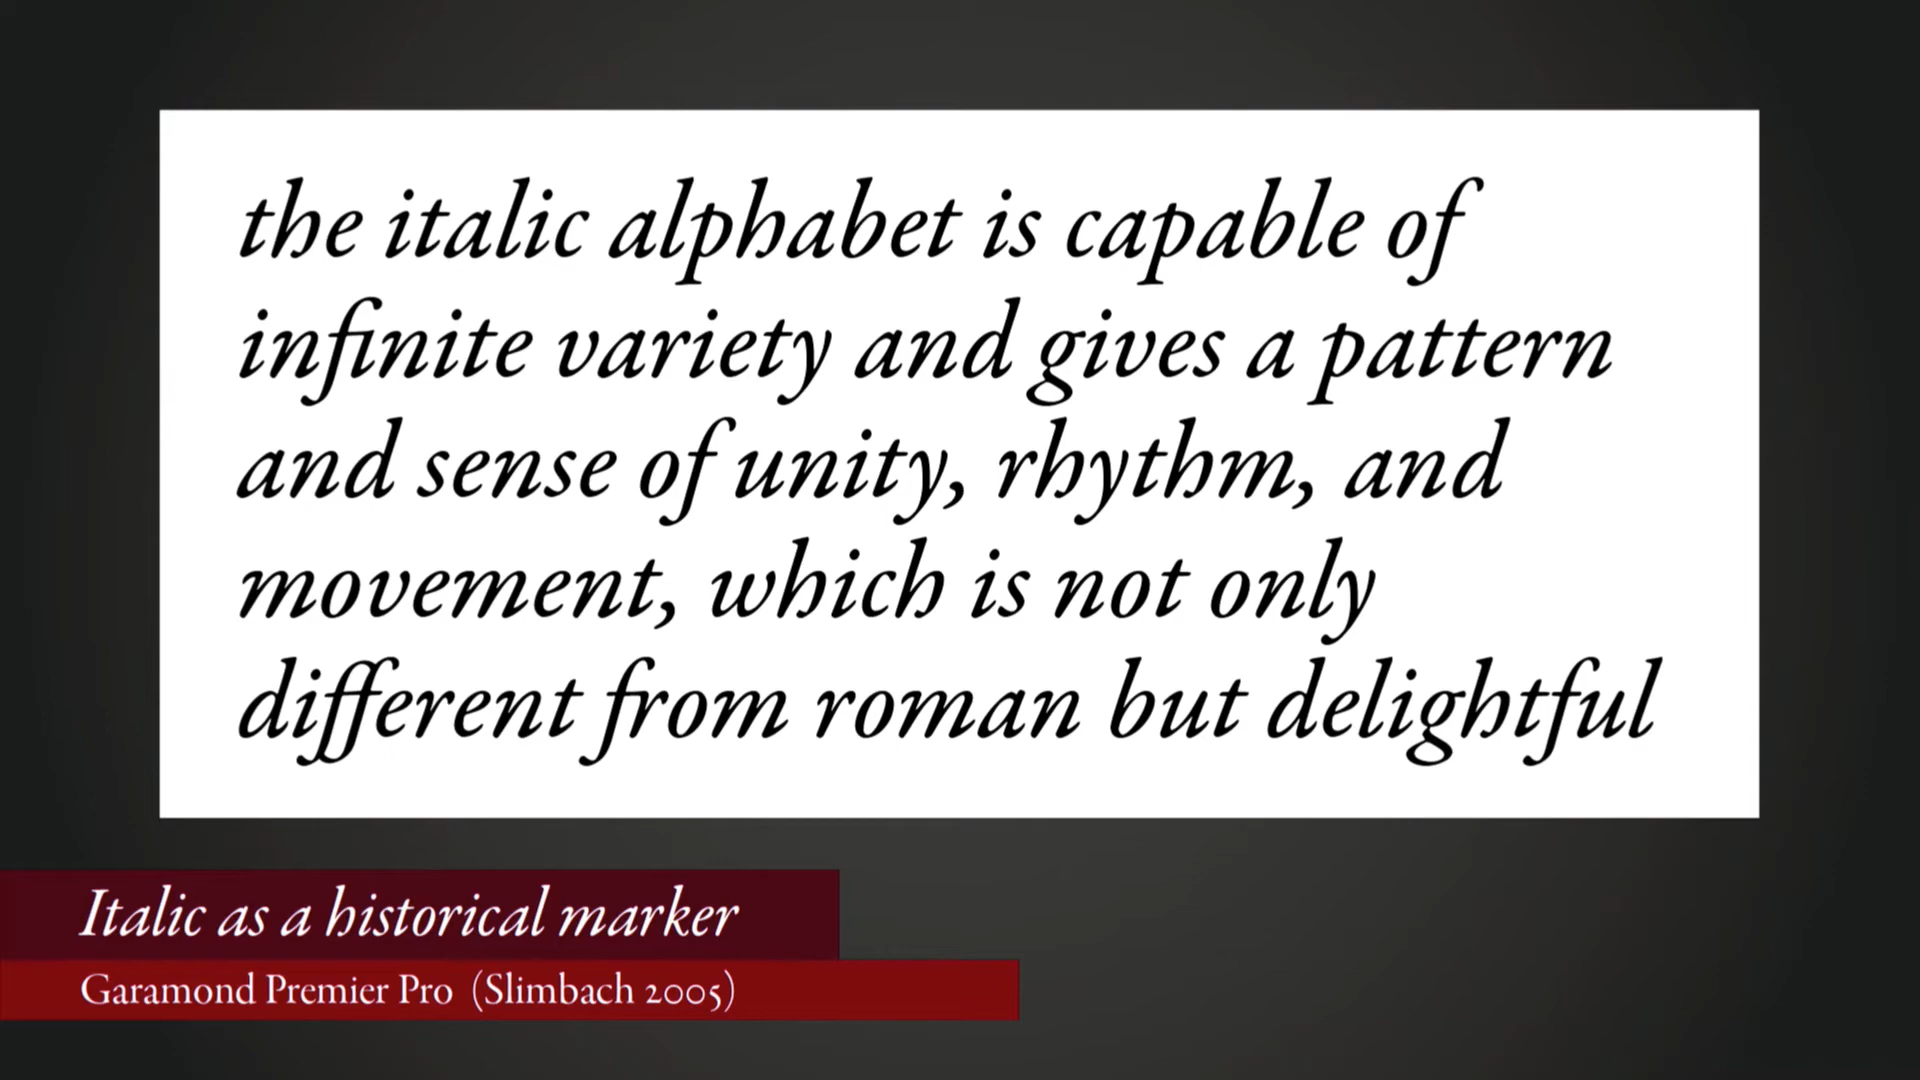 the italic alphabet is capable of
infinite variety and gives a pattern
and sense of unity, rhythm, and
movement, which is not only
different from roman but delightful
Italic as a historical marker
Garamond Premier Pro (Slimbach 2005)